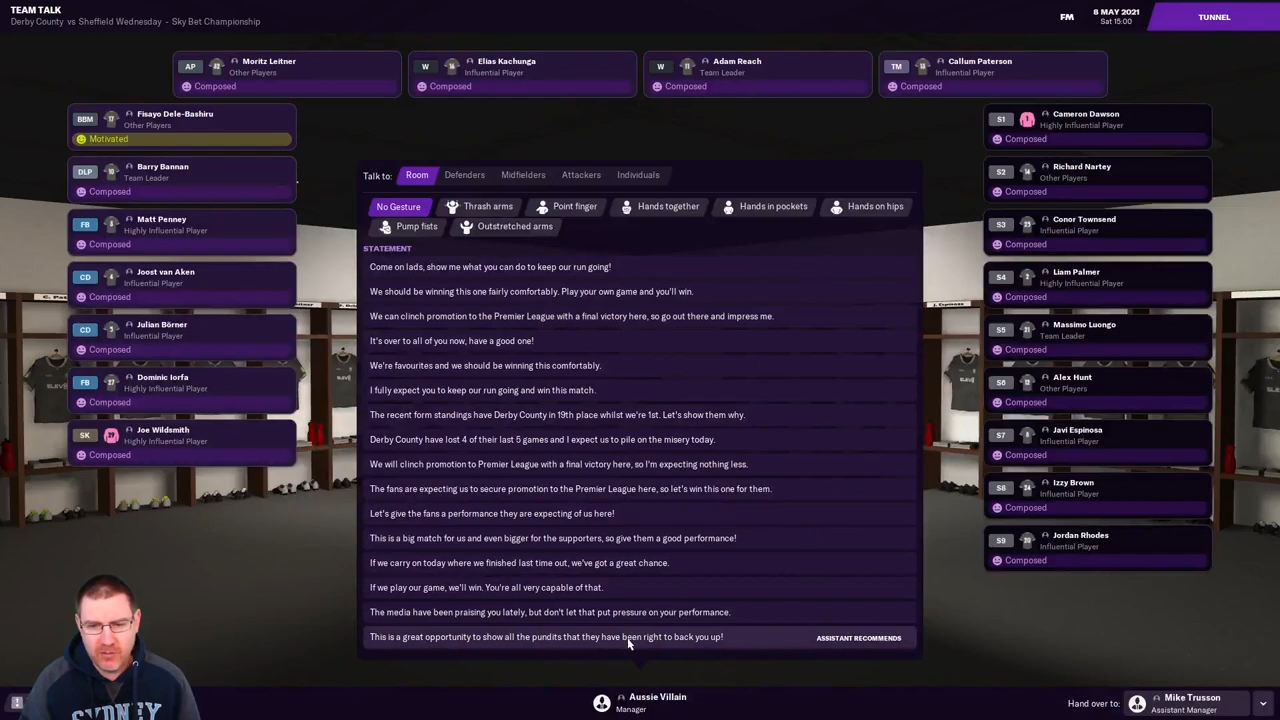 TEAM TALK
Derby County vs Sheffield Wednesday - Sky Bet Championship
FM
8 MAY 2021
Sat 15:00
TUNNEL
AP
Moritz Leitner
Other Players
Composed
W
Elias Kachunga
Influential Player
Composed
W
Adam Reach
Team Leader
Composed
TM
Callum Paterson
Influential Player
Composed
BBM
Fisayo Dele-Bashiru
Other Players
Motivated
DLP
Barry Bannan
Team Leader
Composed
FB
Matt Penney
Highly Influential Player
Composed
CD
Joost van Aken
Influential Player
Composed
CD
Julian Börner
Influential Player
Composed
FB
Dominic Iorfa
Highly Influential Player
Composed
SK
Joe Wildsmith
Highly Influential Player
Composed
Talk to: Room Defenders Midfielders Attackers Individuals
No Gesture Thrash arms Point finger Hands together Hands in pockets Hands on hips
Pump fists Outstretched arms
STATEMENT
Come on lads, show me what you can do to keep our run going!
We should be winning this one fairly comfortably. Play your own game and you'll win.
We can clinch promotion to the Premier League with a final victory here, so go out there and impress me.
It's over to all of you now, have a good one!
We're favourites and we should be winning this comfortably.
I fully expect you to keep our run going and win this match.
The recent form standings have Derby County in 19th place whilst we're 1st. Let's show them why.
Derby County have lost 4 of their last 5 games and I expect us to pile on the misery today.
We will clinch promotion to Premier League with a final victory here, so I'm expecting nothing less.
The fans are expecting us to secure promotion to the Premier League here, so let's win this one for them.
Let's give the fans a performance they are expecting of us here!
This is a big match for us and even bigger for the supporters, so give them a good performance!
If we carry on today where we finished last time out, we've got a great chance.
If we play our game, we'll win. You're all very capable of that.
The media have been praising you lately, but don't let that put pressure on your performance.
This is a great opportunity to show all the pundits that they have been right to back you up! ASSISTANT RECOMMENDS
S1
Cameron Dawson
Highly Influential Player
Composed
S2
Richard Nartey
Other Players
Composed
S3
Conor Townsend
Influential Player
Composed
S4
Liam Palmer
Highly Influential Player
Composed
S5
Massimo Luongo
Team Leader
Composed
S6
Alex Hunt
Other Players
Composed
S7
Javi Espinosa
Influential Player
Composed
S8
Izzy Brown
Influential Player
Composed
S9
Jordan Rhodes
Influential Player
Composed
Aussie Villain
Manager
Hand over to:
Mike Trusson
Assistant Manager
SYDNEY